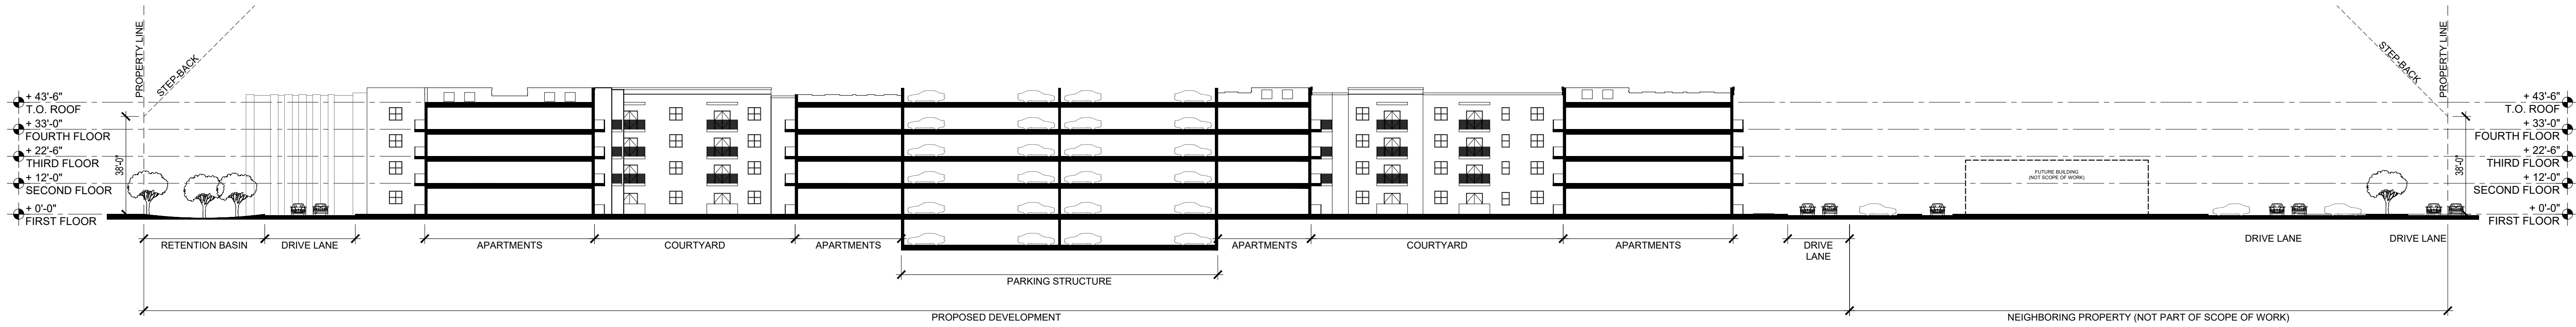 PROPERTY LINE
STEP-BACK
+ 43'-6"
T.O. ROOF
+ 33'-0"
FOURTH FLOOR
+ 22'-6"
THIRD FLOOR
+ 12'-0"
SECOND FLOOR
+ 0'-0"
FIRST FLOOR
38'-0"
STEP-BACK
PROPERTY LINE
+ 43'-6"
T.O. ROOF
+ 33'-0"
FOURTH FLOOR
+ 22'-6"
THIRD FLOOR
+ 12'-0"
SECOND FLOOR
+ 0'-0"
FIRST FLOOR
38'-0"
FUTURE BUILDING
(NOT SCOPE OF WORK)
RETENTION BASIN
DRIVE LANE
APARTMENTS
COURTYARD
APARTMENTS
APARTMENTS
COURTYARD
APARTMENTS
DRIVE
LANE
DRIVE LANE
DRIVE LANE
PARKING STRUCTURE
PROPOSED DEVELOPMENT
NEIGHBORING PROPERTY (NOT PART OF SCOPE OF WORK)